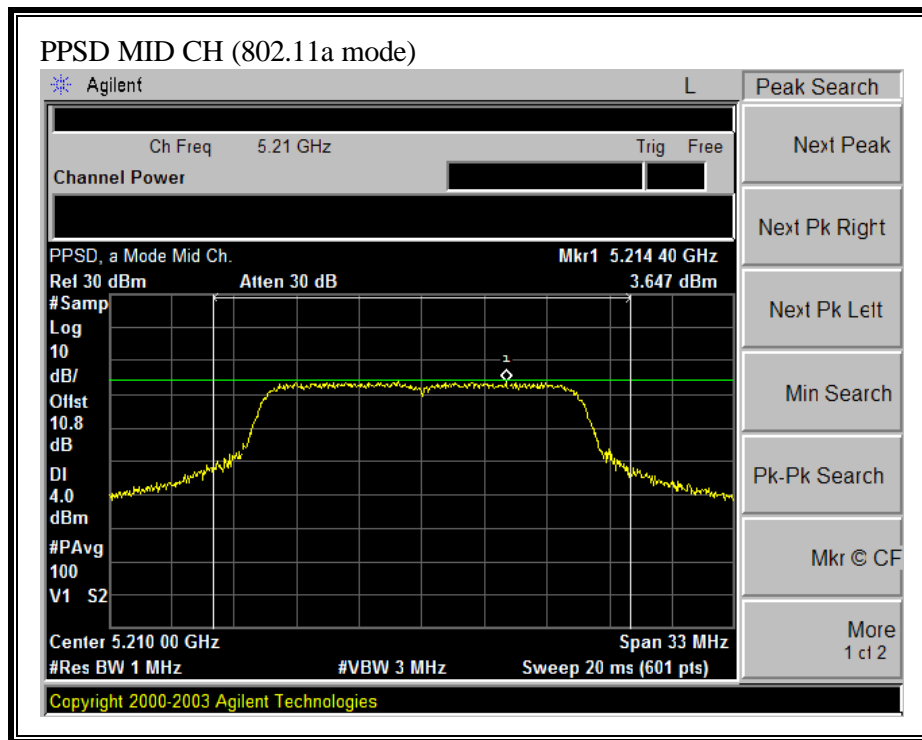 PPSD MID CH (802.11a mode)
Agilent L
Peak Search
Ch Freq 5.21 GHz Trig Free
Channel Power
PPSD, a Mode Mid Ch. Mkr1 5.214 40 GHz
Ref 30 dBm Atten 30 dB 3.647 dBm
#Samp
Log
10
dB/
Offst
10.8
dB
DI
4.0
dBm
#PAvg
100
V1 S2
1
Center 5.210 00 GHz Span 33 MHz
#Res BW 1 MHz #VBW 3 MHz Sweep 20 ms (601 pts)
Copyright 2000-2003 Agilent Technologies
Next Peak
Next Pk Right
Next Pk Left
Min Search
Pk-Pk Search
Mkr © CF
More
1 of 2